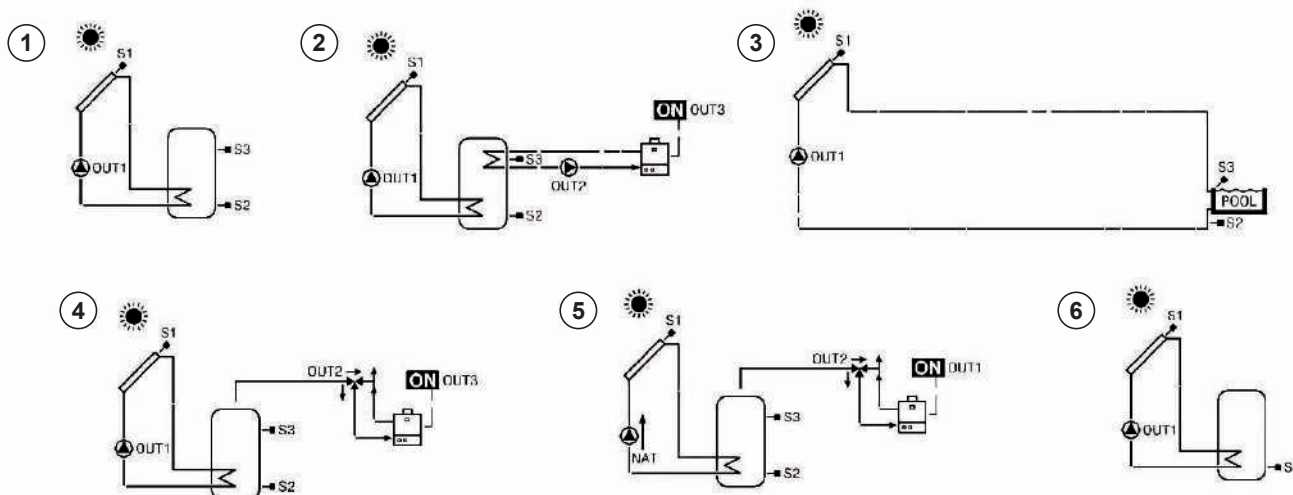 1
S1
OUT1
S3
S2
2
S1
OUT1
S3
OUT2
S2
ON OUT3
3
S1
OUT1
S3
POOL
S2
4
S1
OUT1
S3
S2
OUT2
ON OUT3
5
S1
NAT
S3
S2
OUT2
ON OUT1
6
S1
OUT1
S